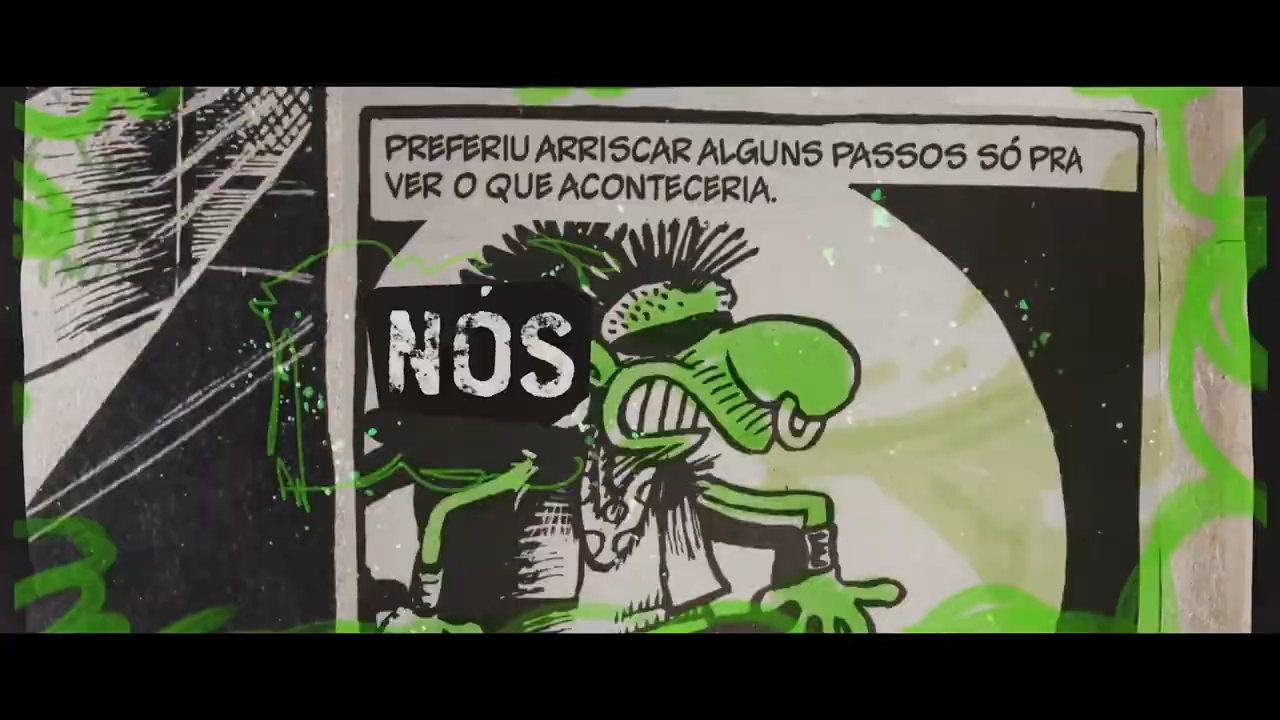 PREFERIU ARRISCAR ALGUNS PASSOS SÓ PRA
VER O QUE ACONTECERIA.
NÓS